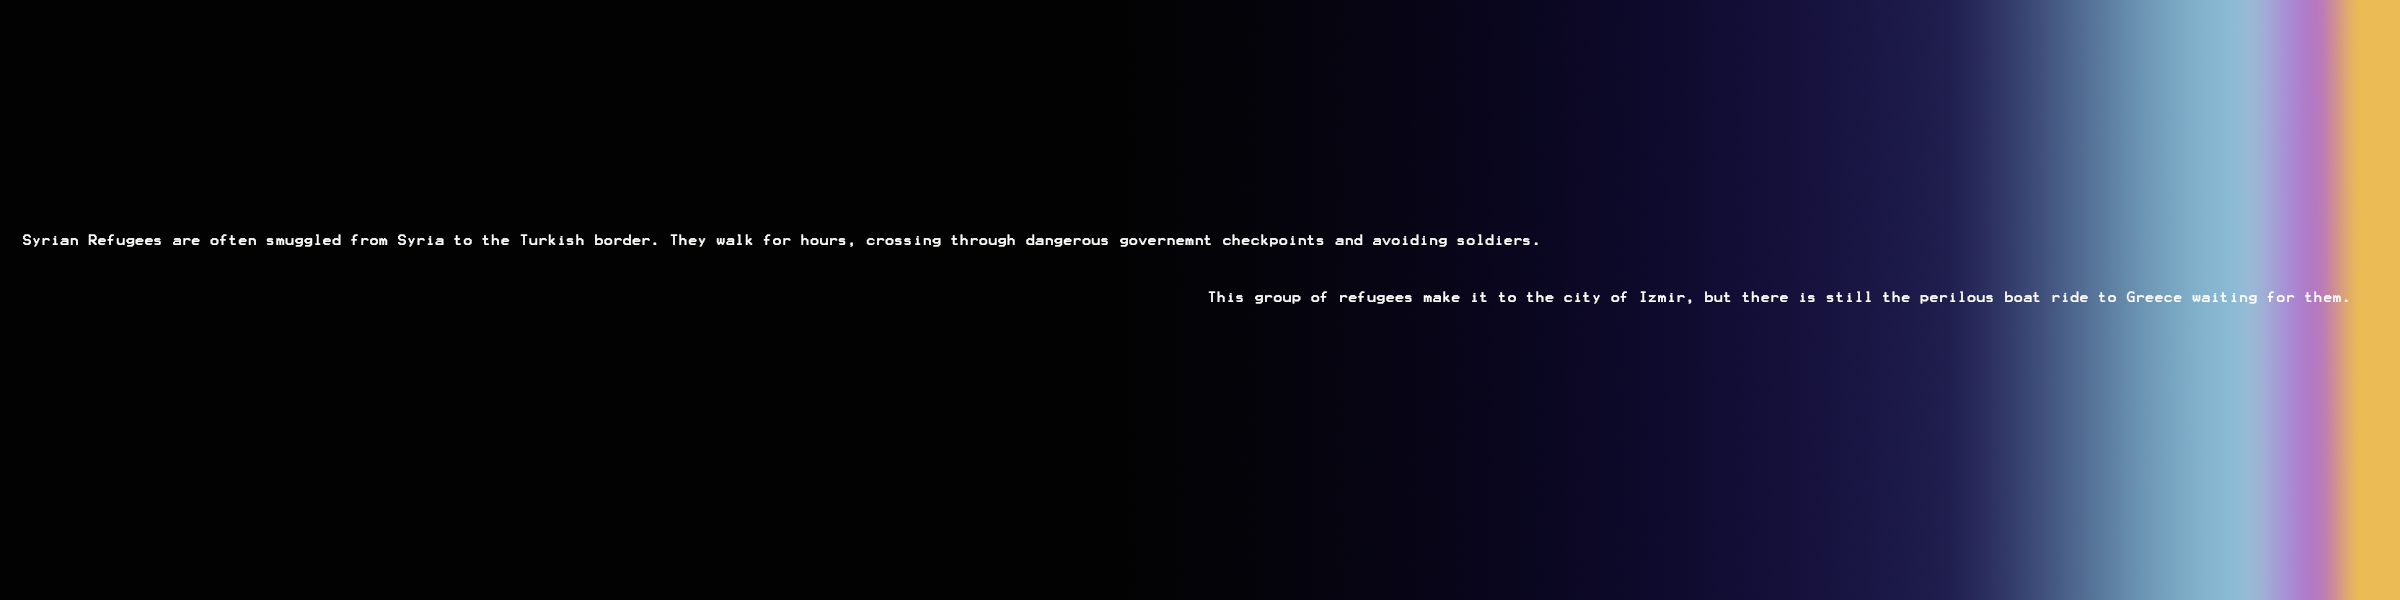 Syrian Refugees are often smuggled from Syria to the Turkish border. They walk for hours, crossing through dangerous governemnt checkpoints and avoiding soldiers.
This group of refugees make it to the city of Izmir, but there is still the perilous boat ride to Greece waiting for them.